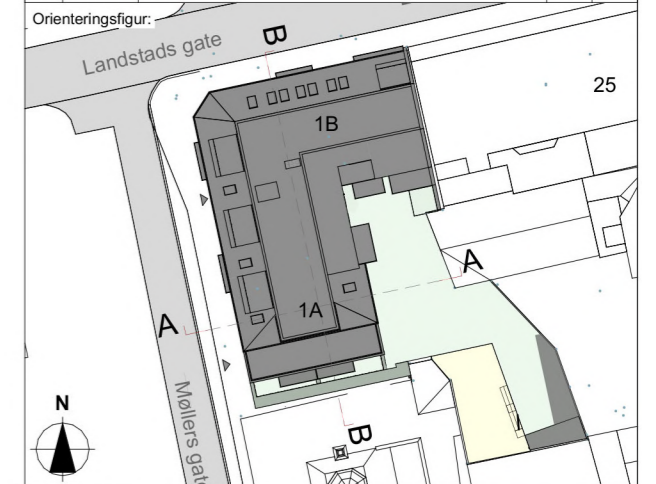 Orienteringsfigur:
Landstads gate
B
25
1B
A
1A
A
Møllers gate
N
B